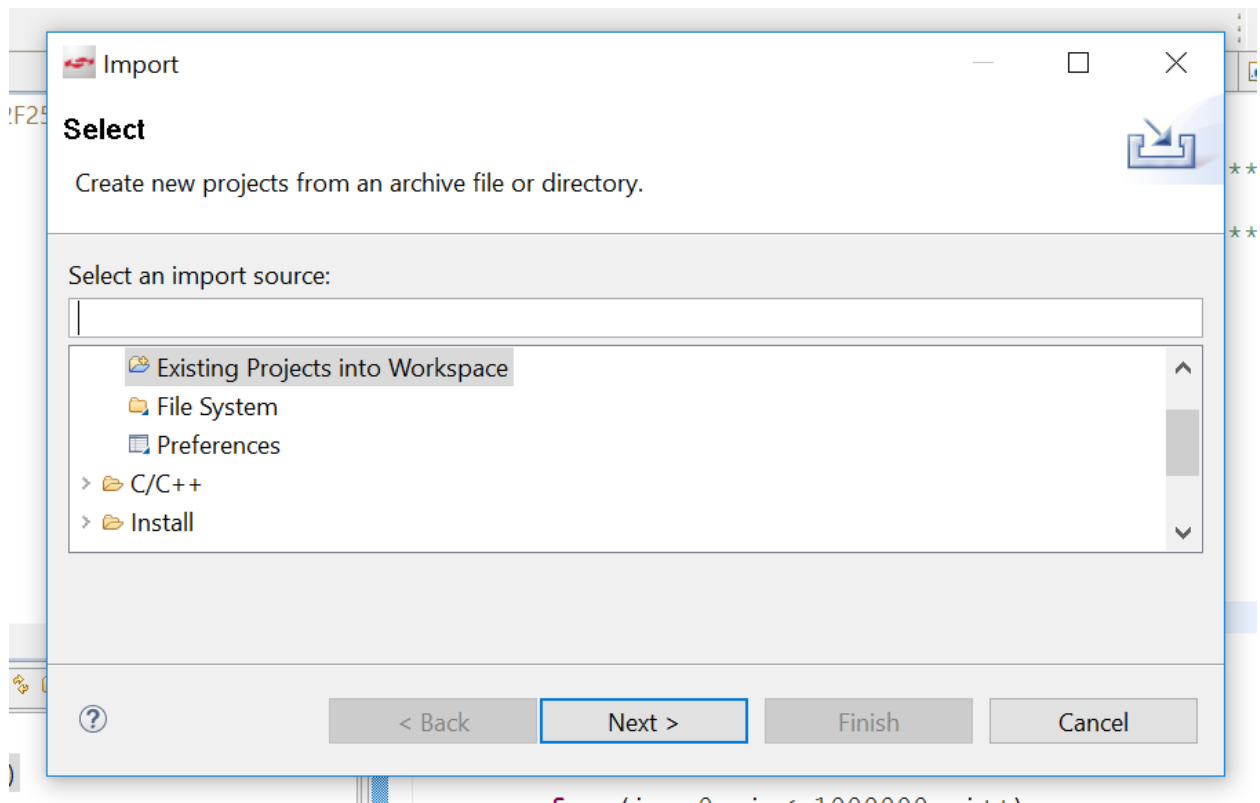 Import
:F25
Select
Create new projects from an archive file or directory.
**
**
Select an import source:
Existing Projects into Workspace
File System
Preferences
> C/C++
> Install
?
< Back
Next >
Finish
Cancel
)